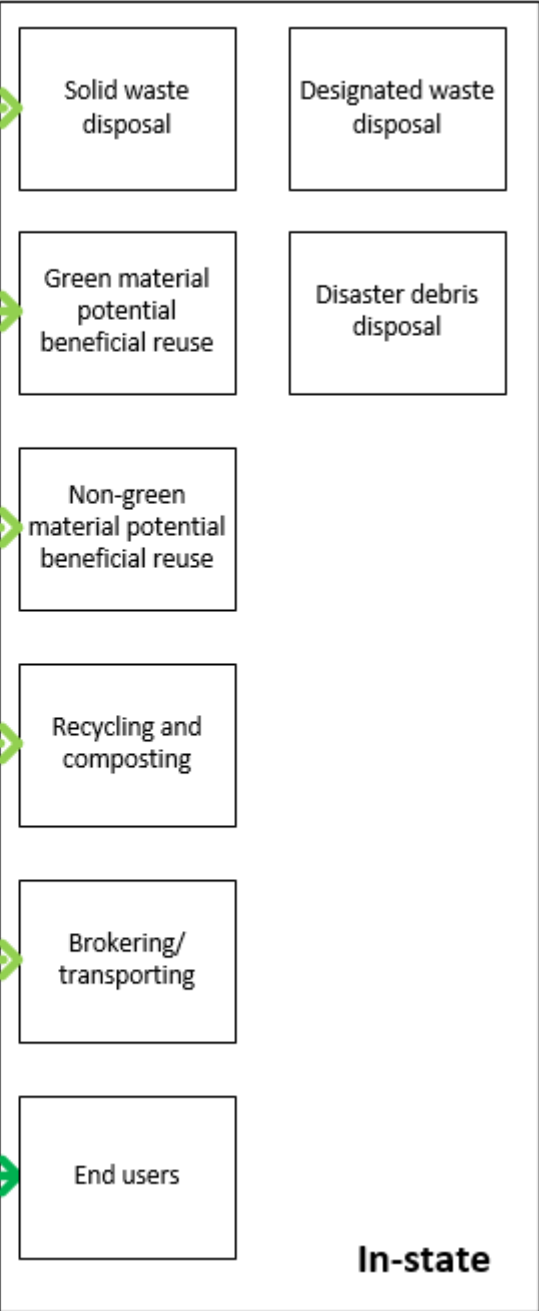 Solid waste
disposal
Designated waste
disposal
Green material
potential
beneficial reuse
Disaster debris
disposal
Non-green
material potential
beneficial reuse
Recycling and
composting
Brokering/
transporting
End users
In-state